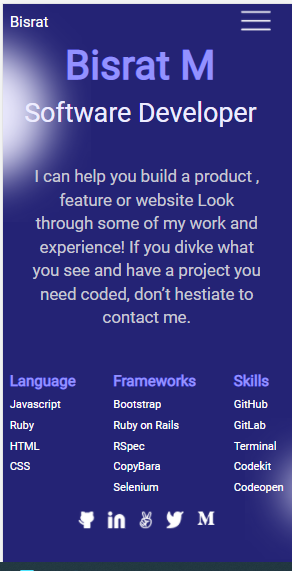 Bisrat
Bisrat M
Software Developer
I can help you build a product ,
feature or website Look
through some of my work and
experience! If you divke what
you see and have a project you
need coded, don’t hestiate to
contact me.
Language Frameworks Skills
Javascript Bootstrap GitHub
Ruby Ruby on Rails GitLab
HTML RSpec Terminal
CSS CopyBara Codekit
Selenium Codeopen